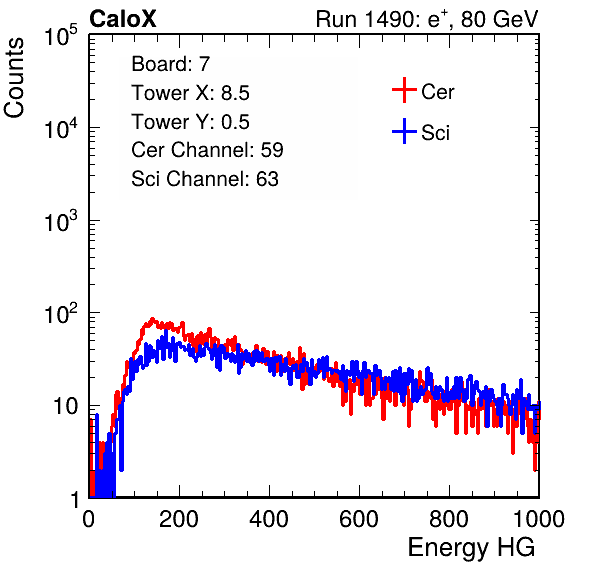 CaloX Run 1490: e⁺, 80 GeV
Board: 7
Tower X: 8.5
Tower Y: 0.5
Cer Channel: 59
Sci Channel: 63
Cer
Sci
Counts
10⁵
10⁴
10³
10²
10
1
0 200 400 600 800 1000
Energy HG